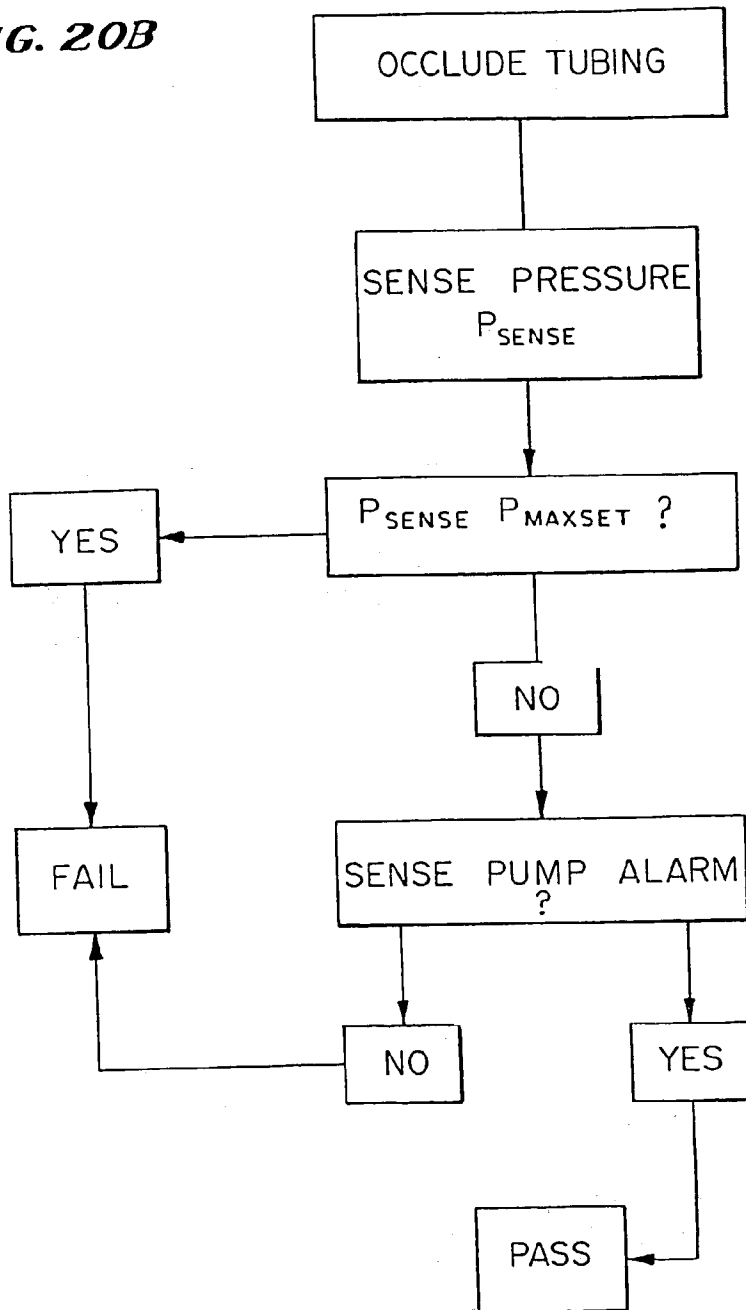 G. 20B
OCCLUDE TUBING
SENSE PRESSURE
PSENSE
PSENSE PMAXSET ?
YES
NO
FAIL
SENSE PUMP ALARM
?
NO
YES
PASS